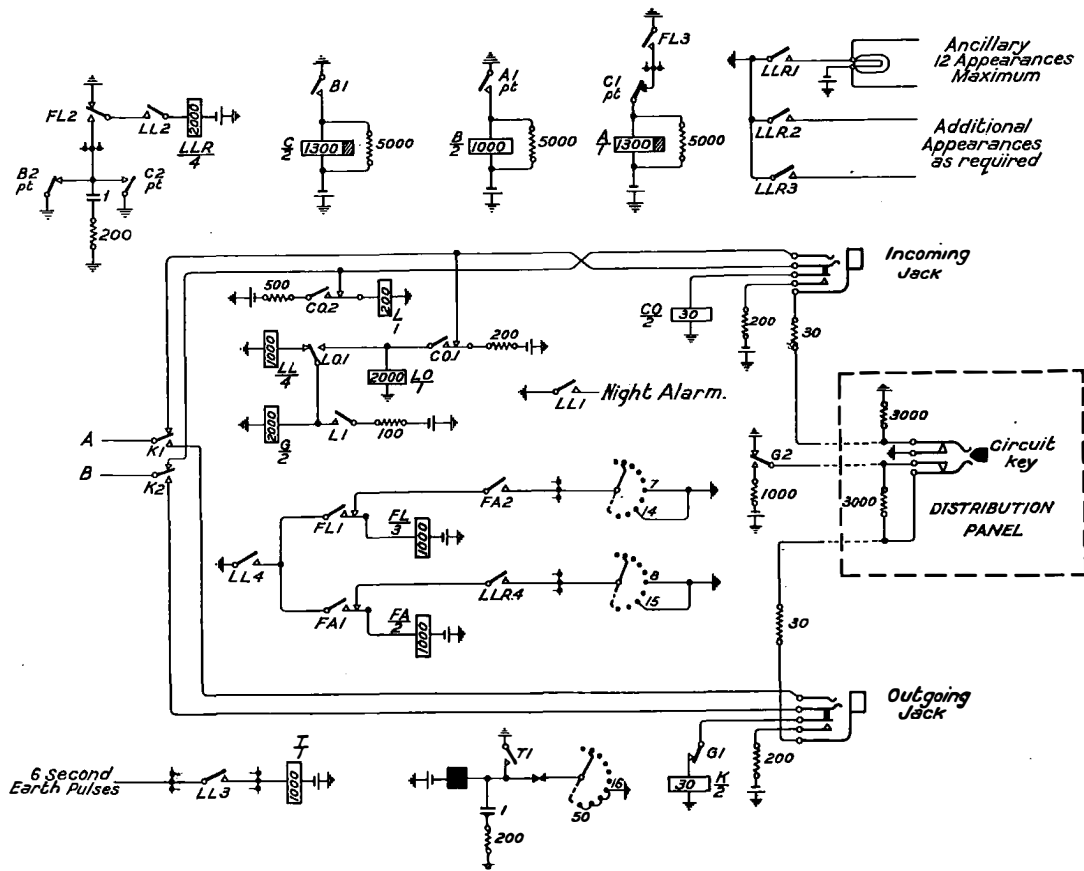 FL3
Ancillary
12 Appearances
Maximum
LLR1
B1
A1
pt
C1
pt
FL2
LL2
2000
LLR
4
C
2
1300
5000
B
2
1000
5000
A
1
1300
5000
LLR2
Additional
Appearances
as required
LLR3
B2
pt
C2
pt
1
200
Incoming
Jack
500
CO2
200
L
1
CO
2
30
200
30
1000
LL
4
LO1
CO1
200
2000
LO
1
LL1
Night Alarm.
2000
G
2
L1
100
3000
Circuit
key
G2
1000
3000
DISTRIBUTION
PANEL
A
K1
B
K2
FA2
7
14
FL1
FL
3
1000
LL4
LLR4
8
15
FA1
FA
2
1000
30
Outgoing
Jack
6 second
Earth Pulses
LL3
T
1
1000
T1
1
200
50
16
G1
30
K
2
200